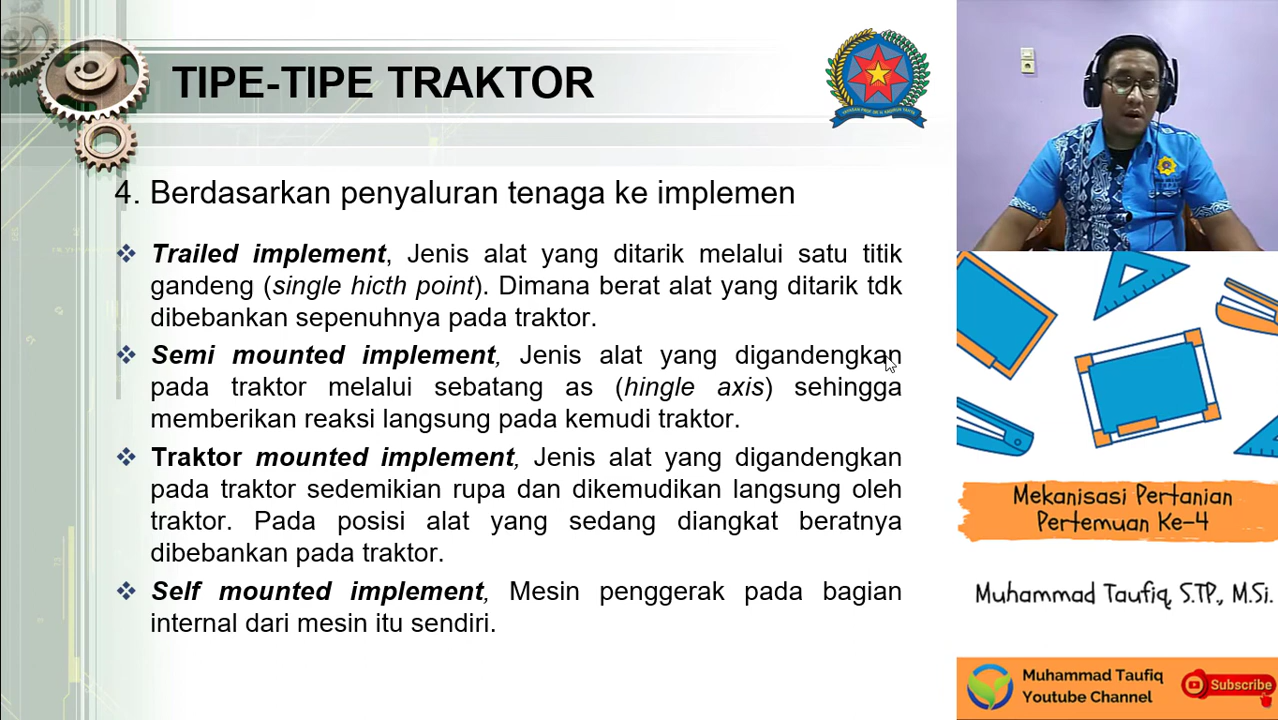 TIPE-TIPE TRAKTOR
4. Berdasarkan penyaluran tenaga ke implemen
Trailed implement, Jenis alat yang ditarik melalui satu titik
gandeng (single hicth point). Dimana berat alat yang ditarik tdk
dibebankan sepenuhnya pada traktor.
Semi mounted implement, Jenis alat yang digandengkan
pada traktor melalui sebatang as (hingle axis) sehingga
memberikan reaksi langsung pada kemudi traktor.
Traktor mounted implement, Jenis alat yang digandengkan
pada traktor sedemikian rupa dan dikemudikan langsung oleh
traktor. Pada posisi alat yang sedang diangkat beratnya
dibebankan pada traktor.
Self mounted implement, Mesin penggerak pada bagian
internal dari mesin itu sendiri.
Mekanisasi Pertanian
Pertemuan Ke-4
Muhammad Taufiq S.TP., M.Si.
Muhammad Taufiq
Youtube Channel
Subscribe